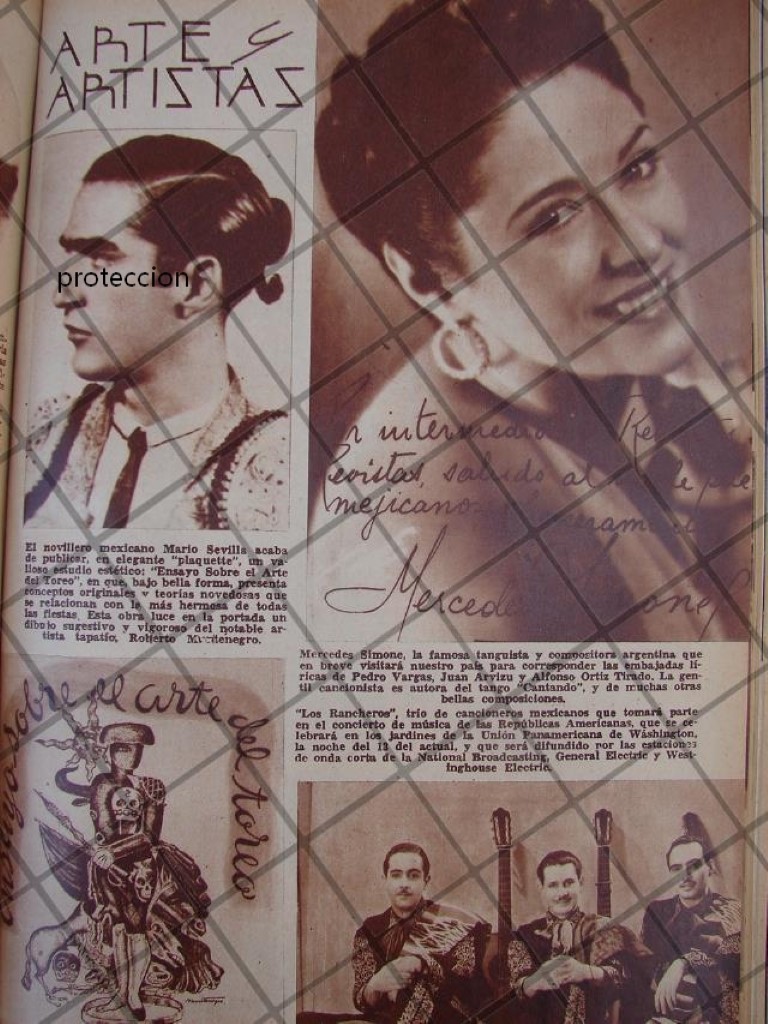 ARTE Y
ARTISTAS
proteccion
El novillero mexicano Mario Sevilla acaba
de publicar, en elegante "plaquette", un va-
lioso estudio estético: "Ensayo Sobre el Arte
del Toreo", en que, bajo bella forma, presenta
conceptos originales y teorías novedosas que
se relacionan con la más hermosa de todas
las fiestas. Esta obra luce en la portada un
dibujo sugestivo y vigoroso del notable ar-
tista tapatío, Roberto Montenegro.
intermedio
Revistas, saludo al
mejicano
Mercedes Simone
Mercedes Simone, la famosa tanguista y compositora argentina que
en breve visitará nuestro país para corresponder las embajadas lí-
ricas de Pedro Vargas, Juan Arvizu y Alfonso Ortiz Tirado. La gen-
til cancionista es autora del tango "Cantando", y de muchas otras
bellas composiciones.
"Los Rancheros", trío de cancioneros mexicanos que tomará parte
en el concierto de música de las Repúblicas Americanas, que se ce-
lebrará en los jardines de la Unión Panamericana de Wáshington,
la noche del 13 del actual, y que será difundido por las estaciones
de onda corta de la National Broadcasting, General Electric y West-
inghouse Electric.
ensayo sobre el arte del toreo
Montenegro